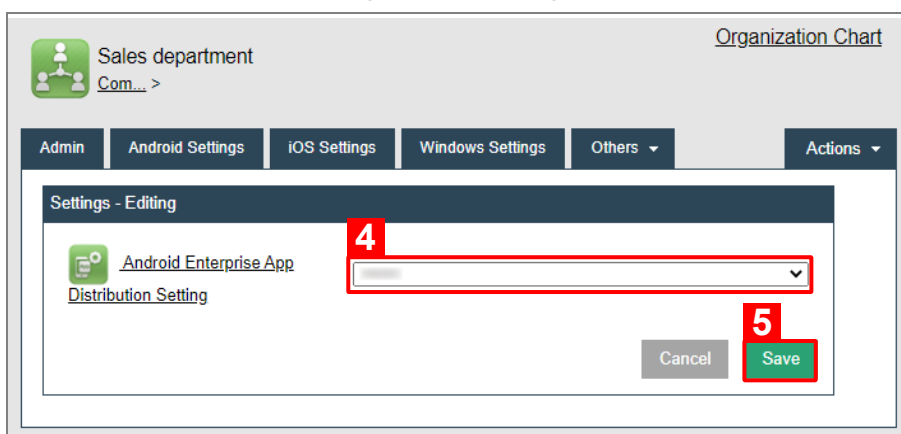 Organization Chart
Sales department
Com... >
Admin
Android Settings
iOS Settings
Windows Settings
Others
Actions
Settings - Editing
4
Android Enterprise App
Distribution Setting
5
Cancel
Save